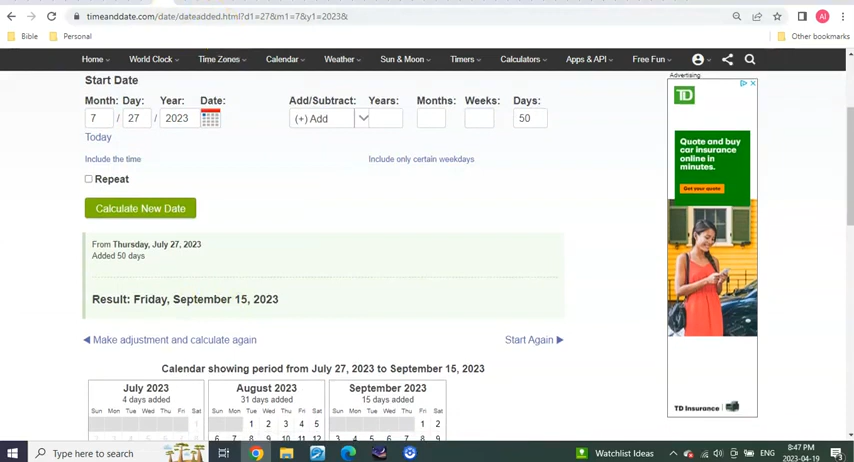 timeanddate.com/date/dateadded.html?d1=27&m1=7&y1=2023&
AI
Bible
Personal
Other bookmarks
Home
World Clock
Time Zones
Calendar
Weather
Sun & Moon
Timers
Calculators
Apps & API
Free Fun
Start Date
Month: Day: Year: Date:
Add/Subtract: Years: Months: Weeks: Days:
7 / 27 / 2023
(+) Add
50
Today
Include the time
Include only certain weekdays
Repeat
Calculate New Date
From Thursday, July 27, 2023
Added 50 days
Result: Friday, September 15, 2023
Make adjustment and calculate again
Start Again
Calendar showing period from July 27, 2023 to September 15, 2023
July 2023
4 days added
Sun Mon Tue Wed Thu Fri Sat
1
August 2023
31 days added
Sun Mon Tue Wed Thu Fri Sat
1 2 3 4 5
6 7 8 9 10 11 12
September 2023
15 days added
Sun Mon Tue Wed Thu Fri Sat
1 2
3 4 5 6 7 8 9
Advertising
TD
Quote and buy
car insurance
online in
minutes.
Get your quote
TD Insurance
Type here to search
Watchlist Ideas
ENG
8:47 PM
2023-04-19
3